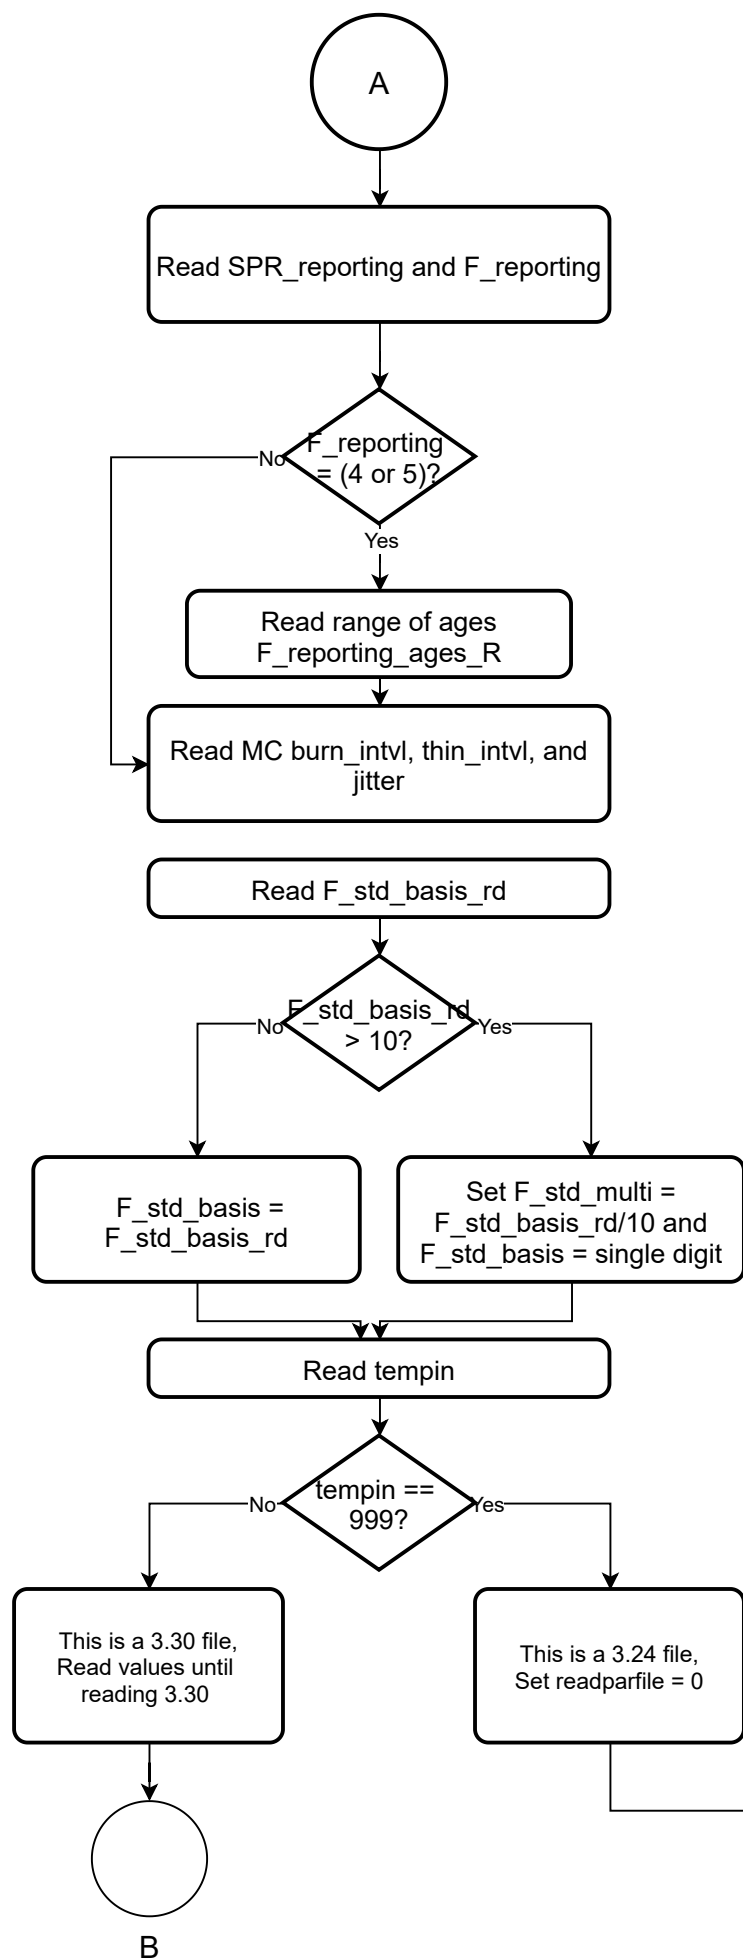 A
Read SPR_reporting and F_reporting
F_reporting
= (4 or 5)?
No
Yes
Read range of ages
F_reporting_ages_R
Read MC burn_intvl, thin_intvl, and
jitter
Read F_std_basis_rd
F_std_basis_rd
> 10?
No
Yes
F_std_basis =
F_std_basis_rd
Set F_std_multi =
F_std_basis_rd/10 and
F_std_basis = single digit
Read tempin
tempin ==
999?
No
Yes
This is a 3.30 file,
Read values until
reading 3.30
This is a 3.24 file,
Set readparfile = 0
B